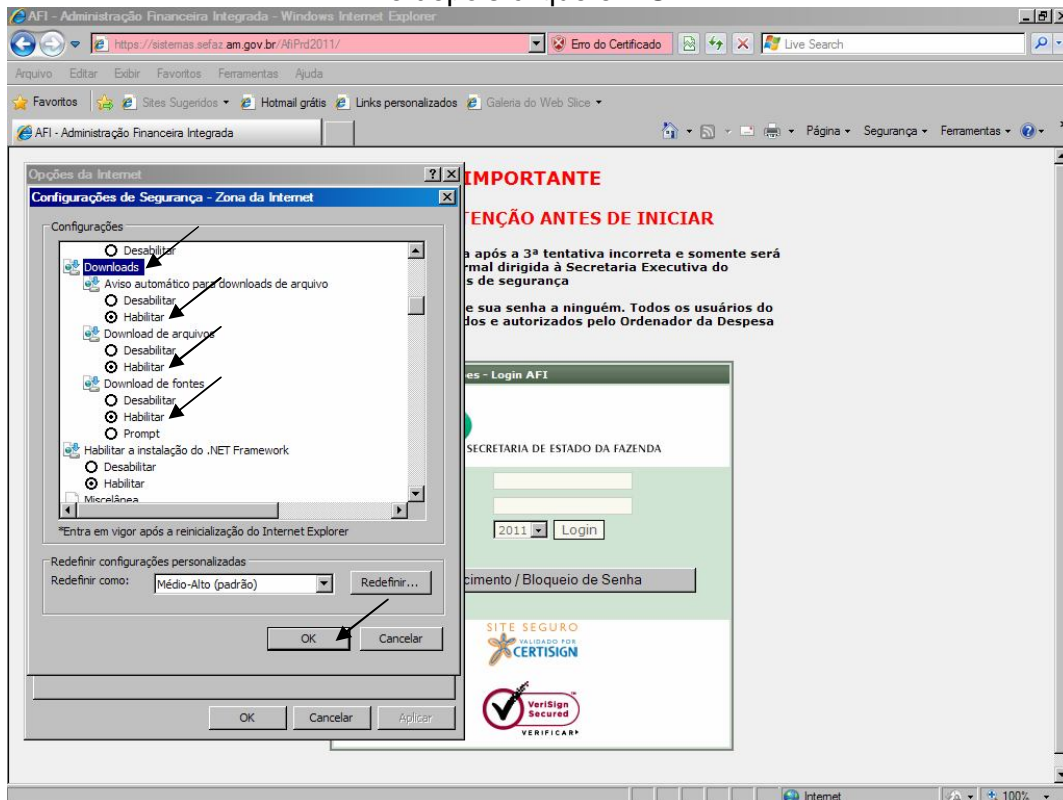 AFI - Administração Financeira Integrada - Windows Internet Explorer
https://sistemas.sefaz.am.gov.br/AfiPrd2011/
Erro do Certificado
Live Search
Arquivo Editar Exibir Favoritos Ferramentas Ajuda
Favoritos Sites Sugeridos Hotmail grátis Links personalizados Galeria do Web Slice
AFI - Administração Financeira Integrada
Página Segurança Ferramentas
Opções da Internet
Configurações de Segurança - Zona da Internet
Configurações
Desabilitar
Downloads
Aviso automático para downloads de arquivo
Desabilitar
Habilitar
Download de arquivos
Desabilitar
Habilitar
Download de fontes
Desabilitar
Habilitar
Prompt
Habilitar a instalação do .NET Framework
Desabilitar
Habilitar
Miscelânea
*Entra em vigor após a reinicialização do Internet Explorer
Redefinir configurações personalizadas
Redefinir como: Médio-Alto (padrão) Redefinir...
OK Cancelar
OK Cancelar Aplicar
IMPORTANTE
TENÇÃO ANTES DE INICIAR
a após a 3ª tentativa incorreta e somente será
rmal dirigida à Secretaria Executiva do
s de segurança
e sua senha a ninguém. Todos os usuários do
dos e autorizados pelo Ordenador da Despesa
es - Login AFI
SECRETARIA DE ESTADO DA FAZENDA
2011 Login
cimento / Bloqueio de Senha
SITE SEGURO
VALIDADO POR
CERTISIGN
VeriSign
Secured
VERIFICAR
Internet 100%